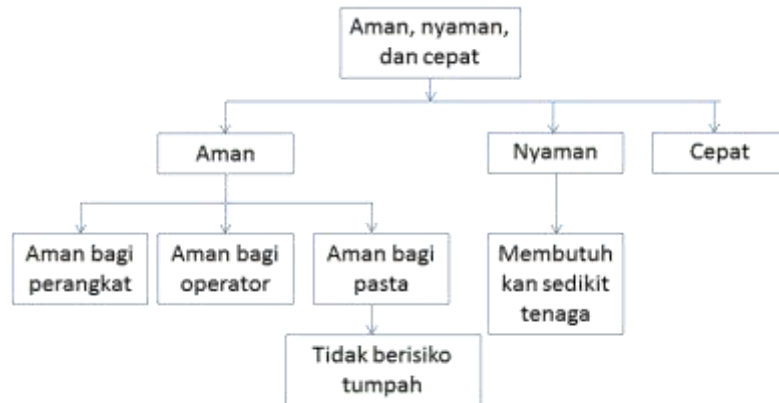 Aman, nyaman,
dan cepat
Aman
Nyaman
Cepat
Aman bagi
perangkat
Aman bagi
operator
Aman bagi
pasta
Membutuh
kan sedikit
tenaga
Tidak berisiko
tumpah